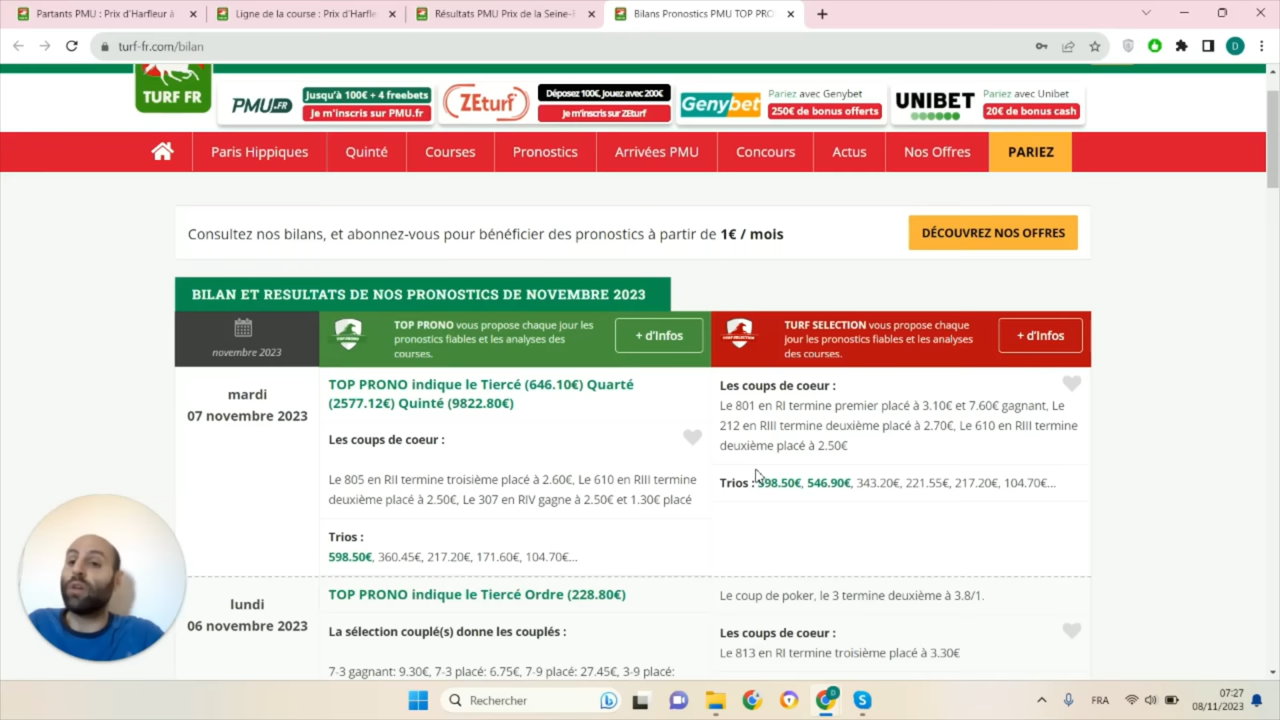 Partants PMU : Prix d'Harfleur à
Ligne de la course : Prix d'Harfle
Résultats PMU Prix de la Seine-
Bilans Pronostics PMU TOP PRO
turf-fr.com/bilan
D
TURF FR
PMU.FR
Jusqu'à 100€ + 4 freebets
Je m'inscris sur PMU.fr
ZEturf
Déposez 100€, Jouez avec 200€
Je m'inscris sur ZEturf
Genybet
Pariez avec Genybet
250€ de bonus offerts
UNIBET
Pariez avec Unibet
20€ de bonus cash
Paris Hippiques
Quinté
Courses
Pronostics
Arrivées PMU
Concours
Actus
Nos Offres
PARIEZ
Consultez nos bilans, et abonnez-vous pour bénéficier des pronostics à partir de 1€ / mois
DÉCOUVREZ NOS OFFRES
BILAN ET RESULTATS DE NOS PRONOSTICS DE NOVEMBRE 2023
novembre 2023
TOP PRONO vous propose chaque jour les
pronostics fiables et les analyses des
courses.
+ d'Infos
TURF SELECTION vous propose chaque
jour les pronostics fiables et les analyses
des courses.
+ d'Infos
mardi
07 novembre 2023
TOP PRONO indique le Tiercé (646.10€) Quarté
(2577.12€) Quinté (9822.80€)
Les coups de coeur :
Le 805 en RII termine troisième placé à 2.60€, Le 610 en RIII termine
deuxième placé à 2.50€, Le 307 en RIV gagne à 2.50€ et 1.30€ placé
Trios :
598.50€, 360.45€, 217.20€, 171.60€, 104.70€...
Les coups de coeur :
Le 801 en RI termine premier placé à 3.10€ et 7.60€ gagnant, Le
212 en RIII termine deuxième placé à 2.70€, Le 610 en RIII termine
deuxième placé à 2.50€
Trios : 598.50€, 546.90€, 343.20€, 221.55€, 217.20€, 104.70€...
lundi
06 novembre 2023
TOP PRONO indique le Tiercé Ordre (228.80€)
La sélection couplé(s) donne les couplés :
7-3 gagnant: 9.30€, 7-3 placé: 6.75€, 7-9 placé: 27.45€, 3-9 placé:
Le coup de poker, le 3 termine deuxième à 3.8/1.
Les coups de coeur :
Le 813 en RI termine troisième placé à 3.30€
Rechercher
FRA
07:27
08/11/2023